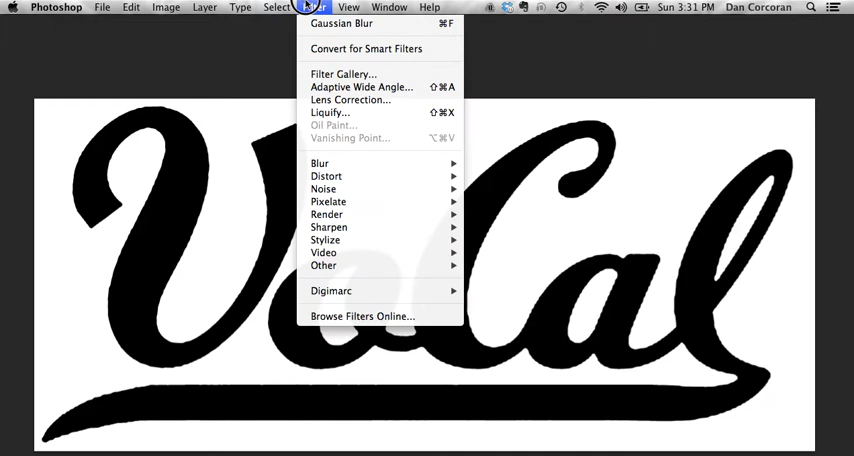 Photoshop File Edit Image Layer Type Select Filter View Window Help Sun 3:31 PM Dan Corcoran
Gaussian Blur ⌘F
Convert for Smart Filters
Filter Gallery...
Adaptive Wide Angle... ⇧⌘A
Lens Correction...
Liquify... ⇧⌘X
Oil Paint...
Vanishing Point... ⌥⌘V
Blur
Distort
Noise
Pixelate
Render
Sharpen
Stylize
Video
Other
Digimarc
Browse Filters Online...
VoCal